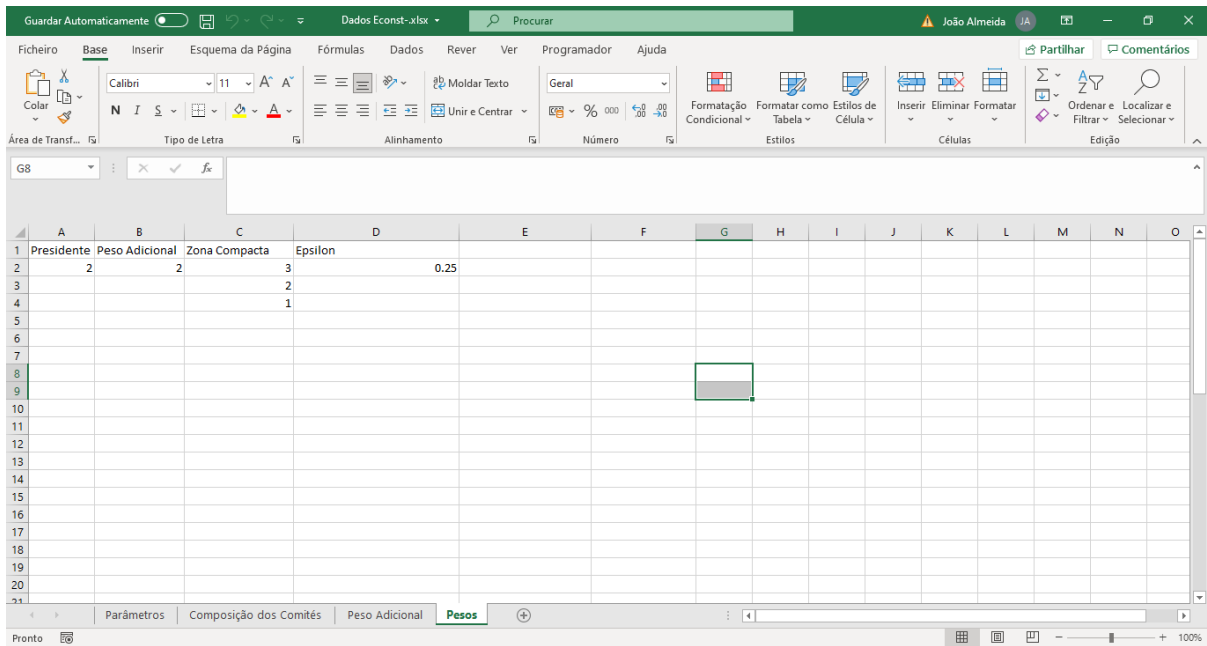 Guardar Automaticamente Dados Econst-.xlsx Procurar João Almeida JA
Ficheiro Base Inserir Esquema da Página Fórmulas Dados Rever Ver Programador Ajuda Partilhar Comentários
Colar
Calibri 11
N I S A
Moldar Texto
Unir e Centrar
Geral
% 000
Formatação Condicional
Formatar como Tabela
Estilos de Célula
Inserir Eliminar Formatar
Ordenar e Filtrar
Localizar e Selecionar
Área de Transf... Tipo de Letra Alinhamento Número Estilos Células Edição
G8 fx
A B C D E F G H I J K L M N O
1 Presidente Peso Adicional Zona Compacta Epsilon
2 2 2 3 0.25
3 2
4 1
5
6
7
8
9
10
11
12
13
14
15
16
17
18
19
20
21
Parâmetros Composição dos Comités Peso Adicional Pesos
Pronto 100%